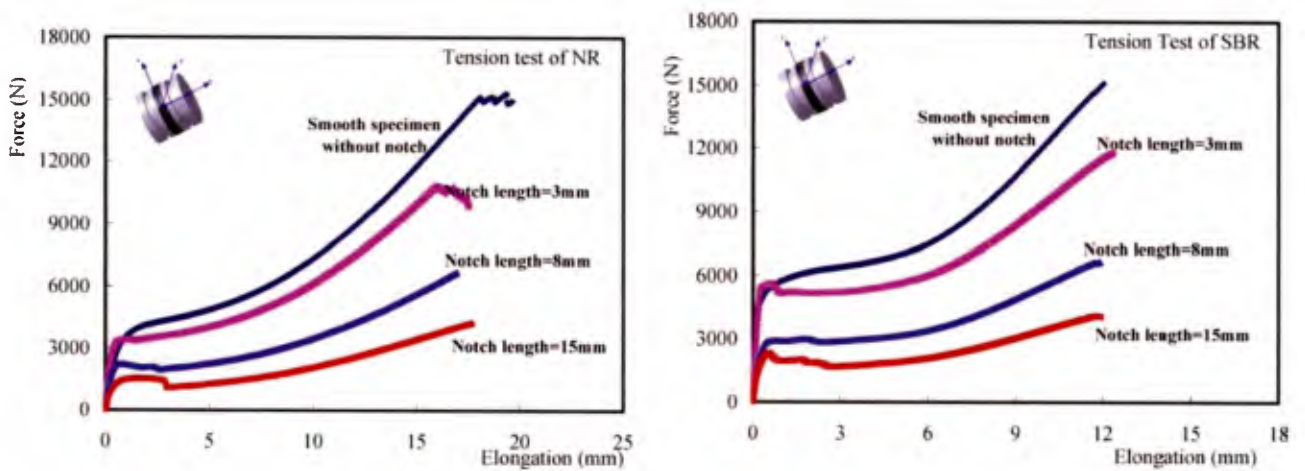 18000
15000
12000
9000
6000
3000
0
Force (N)
Tension test of NR
Smooth specimen
without notch
Notch length=3mm
Notch length=8mm
Notch length=15mm
0 5 10 15 20 25
Elongation (mm)
18000
15000
12000
9000
6000
3000
0
Force (N)
Tension Test of SBR
Smooth specimen
without notch
Notch length=3mm
Notch length=8mm
Notch length=15mm
0 3 6 9 12 15 18
Elongation (mm)